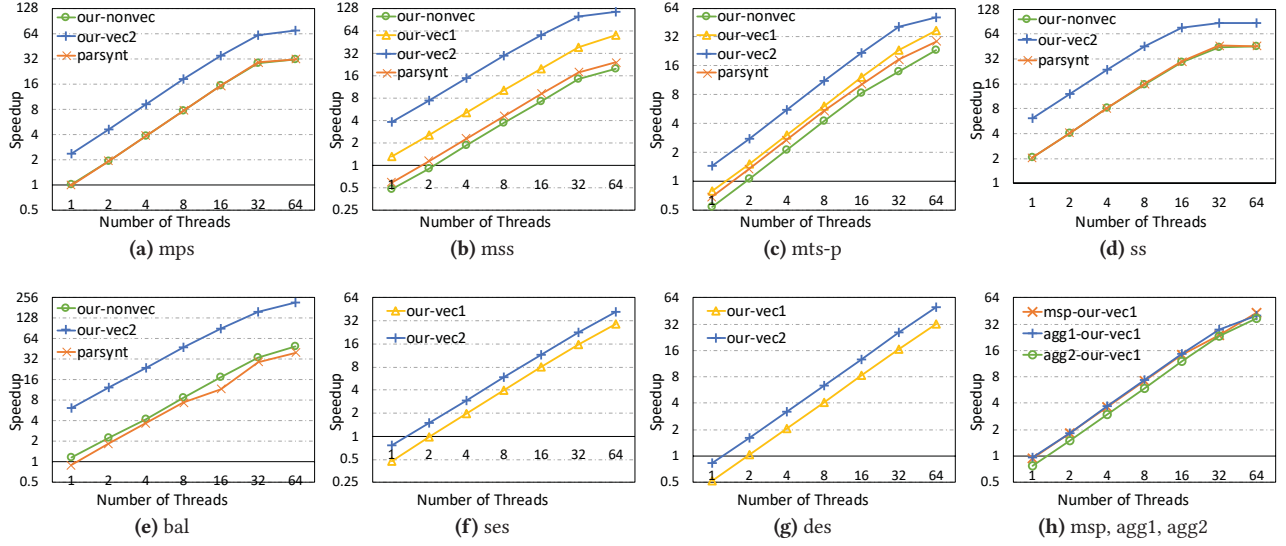 128
64
32
16
8
4
2
1
0.5
Speedup
our-nonvec
our-vec2
parsynt
1 2 4 8 16 32 64
Number of Threads
(a) mps
128
64
32
16
8
4
2
1
0.5
0.25
Speedup
our-nonvec
our-vec1
our-vec2
parsynt
1 2 4 8 16 32 64
Number of Threads
(b) mss
64
32
16
8
4
2
1
0.5
Speedup
our-nonvec
our-vec1
our-vec2
parsynt
1 2 4 8 16 32 64
Number of Threads
(c) mts-p
128
64
32
16
8
4
2
1
Speedup
our-nonvec
our-vec2
parsynt
1 2 4 8 16 32 64
Number of Threads
(d) ss
256
128
64
32
16
8
4
2
1
0.5
Speedup
our-nonvec
our-vec2
parsynt
1 2 4 8 16 32 64
Number of Threads
(e) bal
64
32
16
8
4
2
1
0.5
0.25
Speedup
our-vec1
our-vec2
1 2 4 8 16 32 64
Number of Threads
(f) ses
64
32
16
8
4
2
1
0.5
Speedup
our-vec1
our-vec2
1 2 4 8 16 32 64
Number of Threads
(g) des
64
32
16
8
4
2
1
0.5
Speedup
msp-our-vec1
agg1-our-vec1
agg2-our-vec1
1 2 4 8 16 32 64
Number of Threads
(h) msp, agg1, agg2